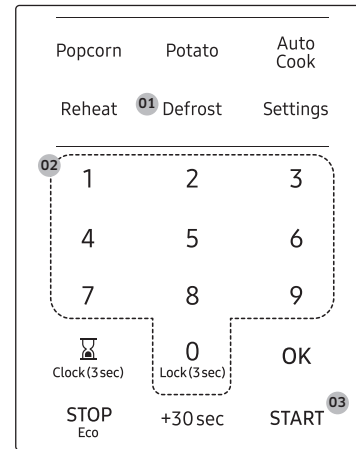 Popcorn Potato Auto Cook
Reheat 01 Defrost Settings
02
1 2 3
4 5 6
7 8 9
Clock(3 sec) 0 Lock(3 sec) OK
STOP Eco +30 sec START 03